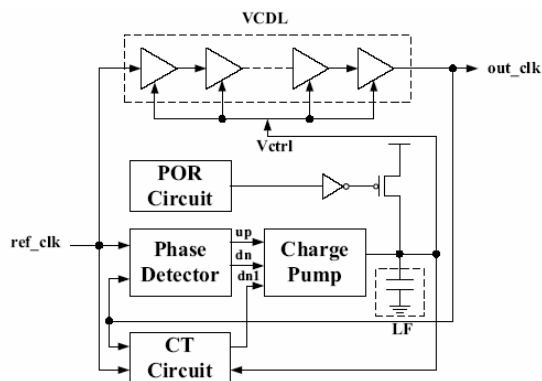 VCDL
out_clk
Vctrl
POR
Circuit
ref_clk
Phase
Detector
up
dn
dn1
Charge
Pump
LF
CT
Circuit